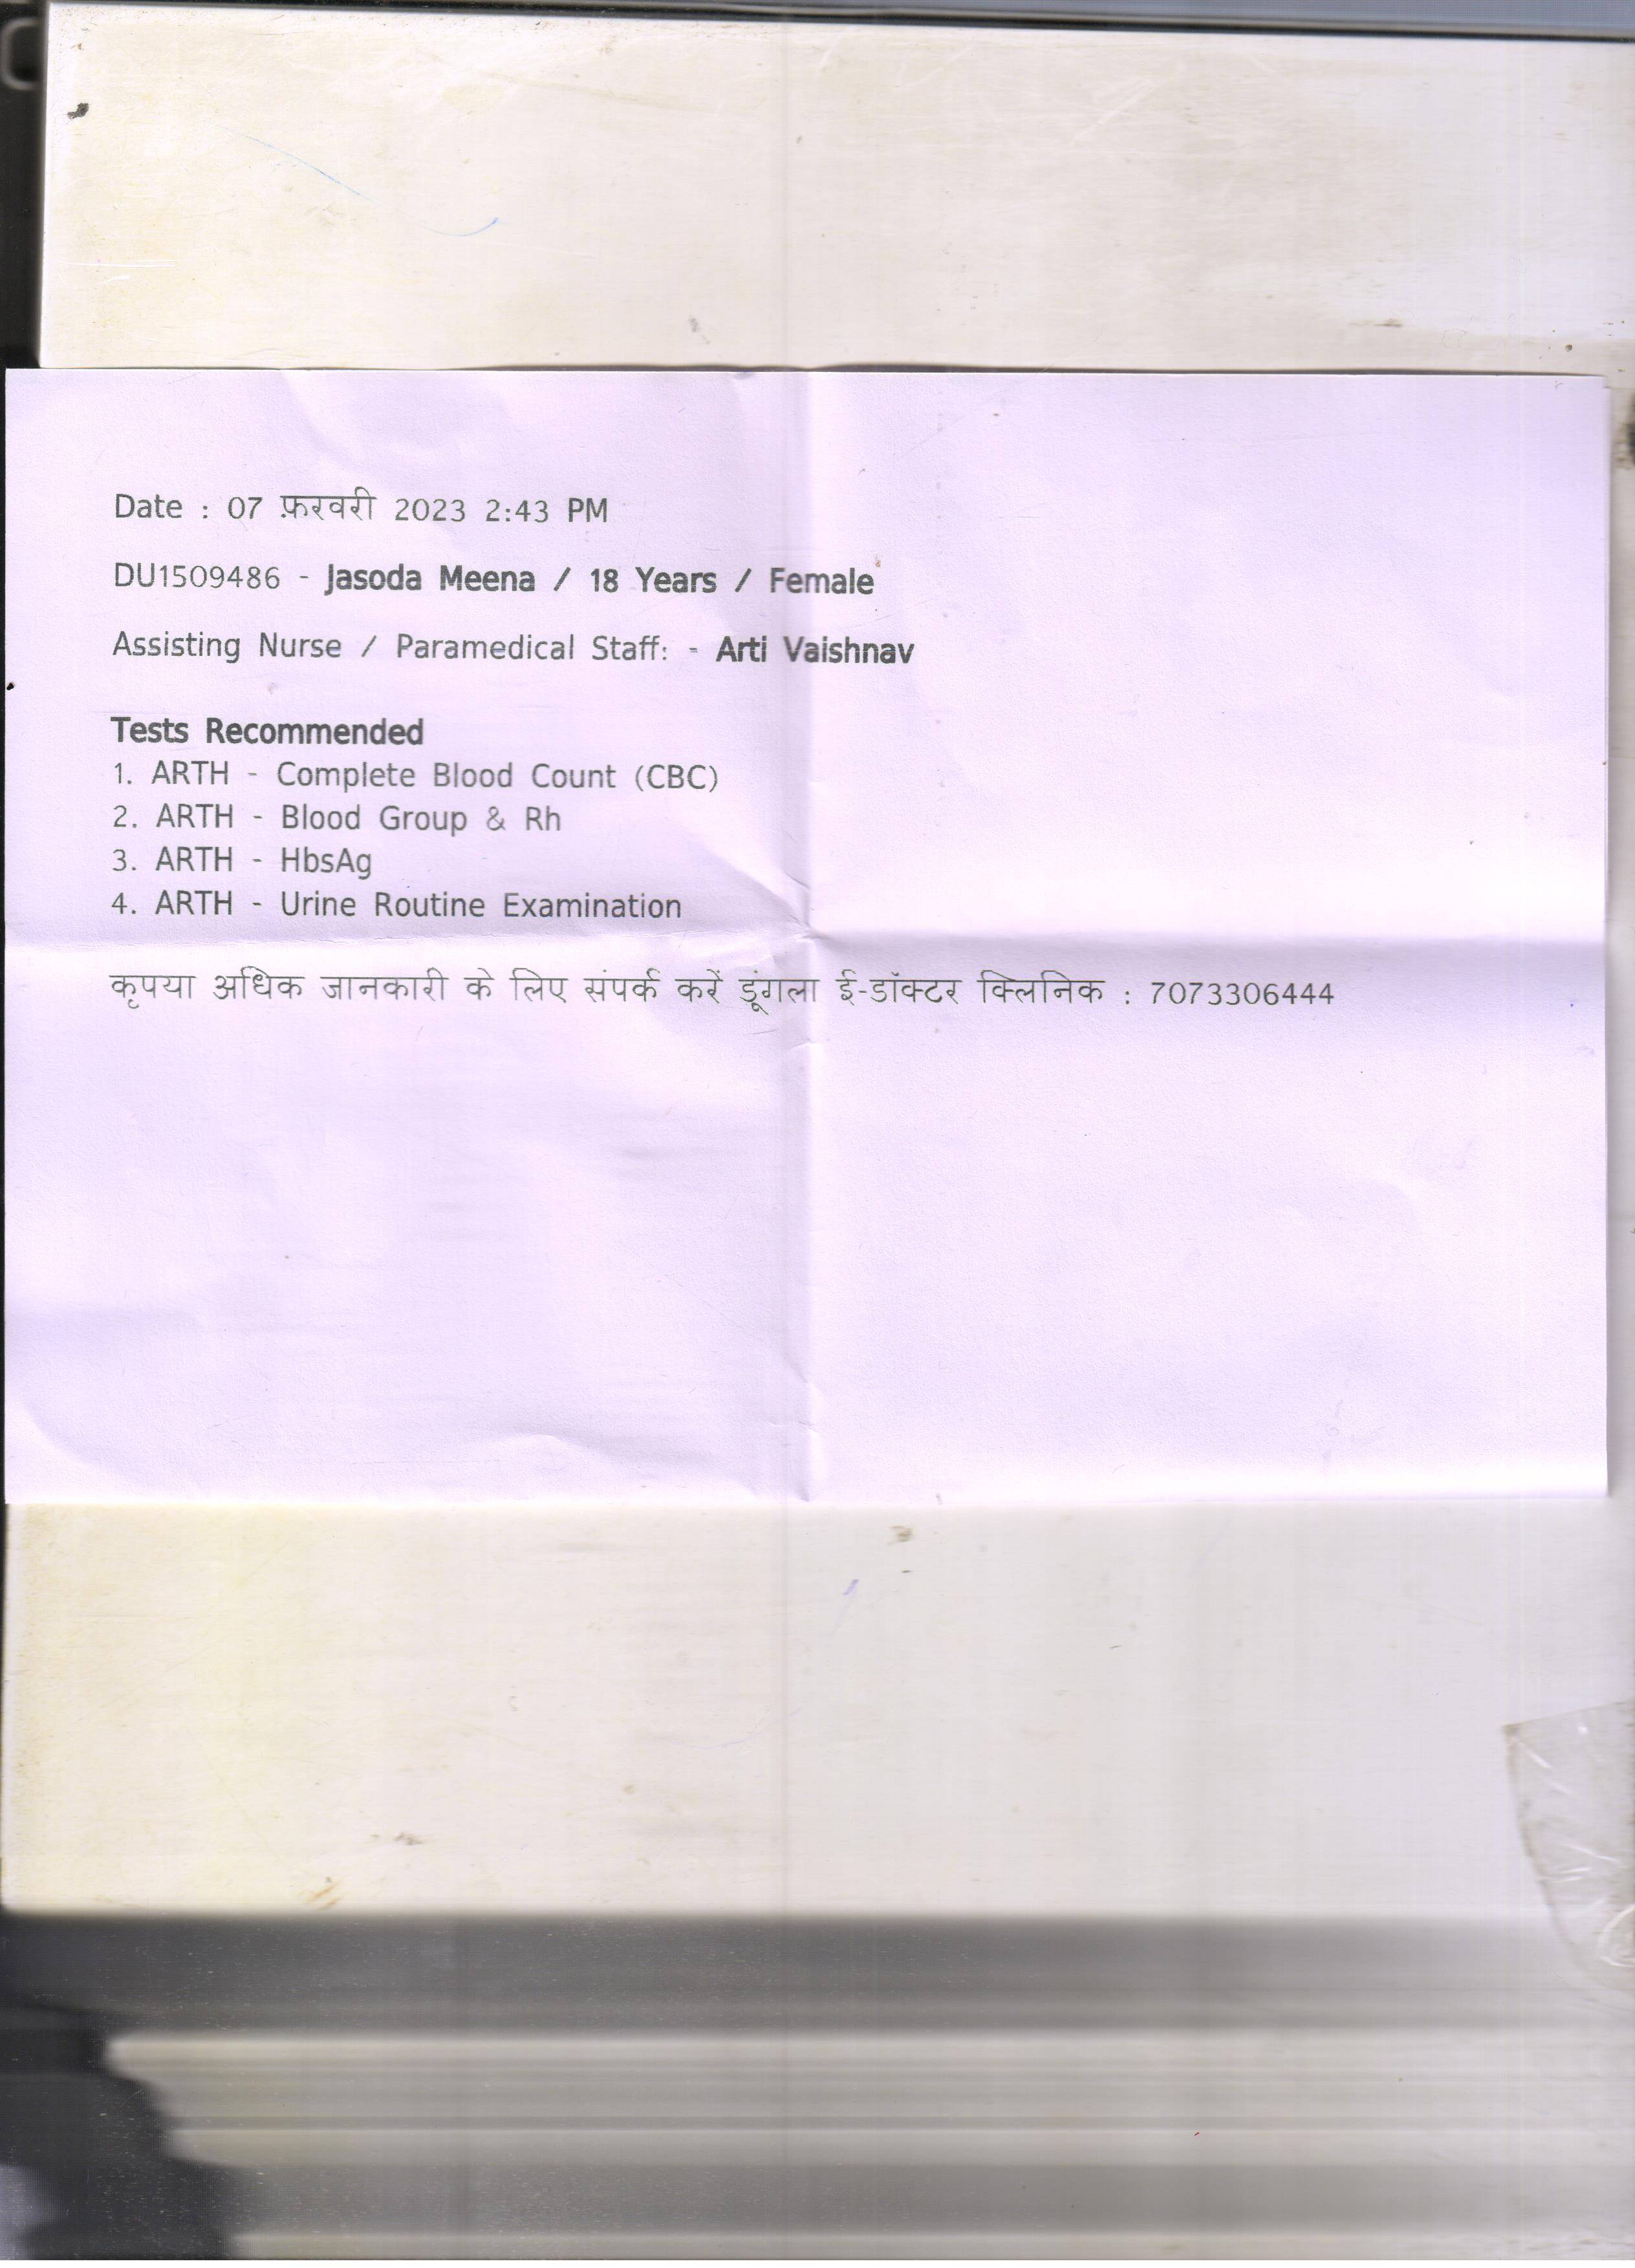 Date : 07 फ़रवरी 2023 2:43 PM
DU1509486 - Jasoda Meena / 18 Years / Female
Assisting Nurse / Paramedical Staff: - Arti Vaishnav
Tests Recommended
1. ARTH - Complete Blood Count (CBC)
2. ARTH - Blood Group & Rh
3. ARTH - HbsAg
4. ARTH - Urine Routine Examination
कृपया अधिक जानकारी के लिए संपर्क करें डूंगला ई-डॉक्टर क्लिनिक : 7073306444